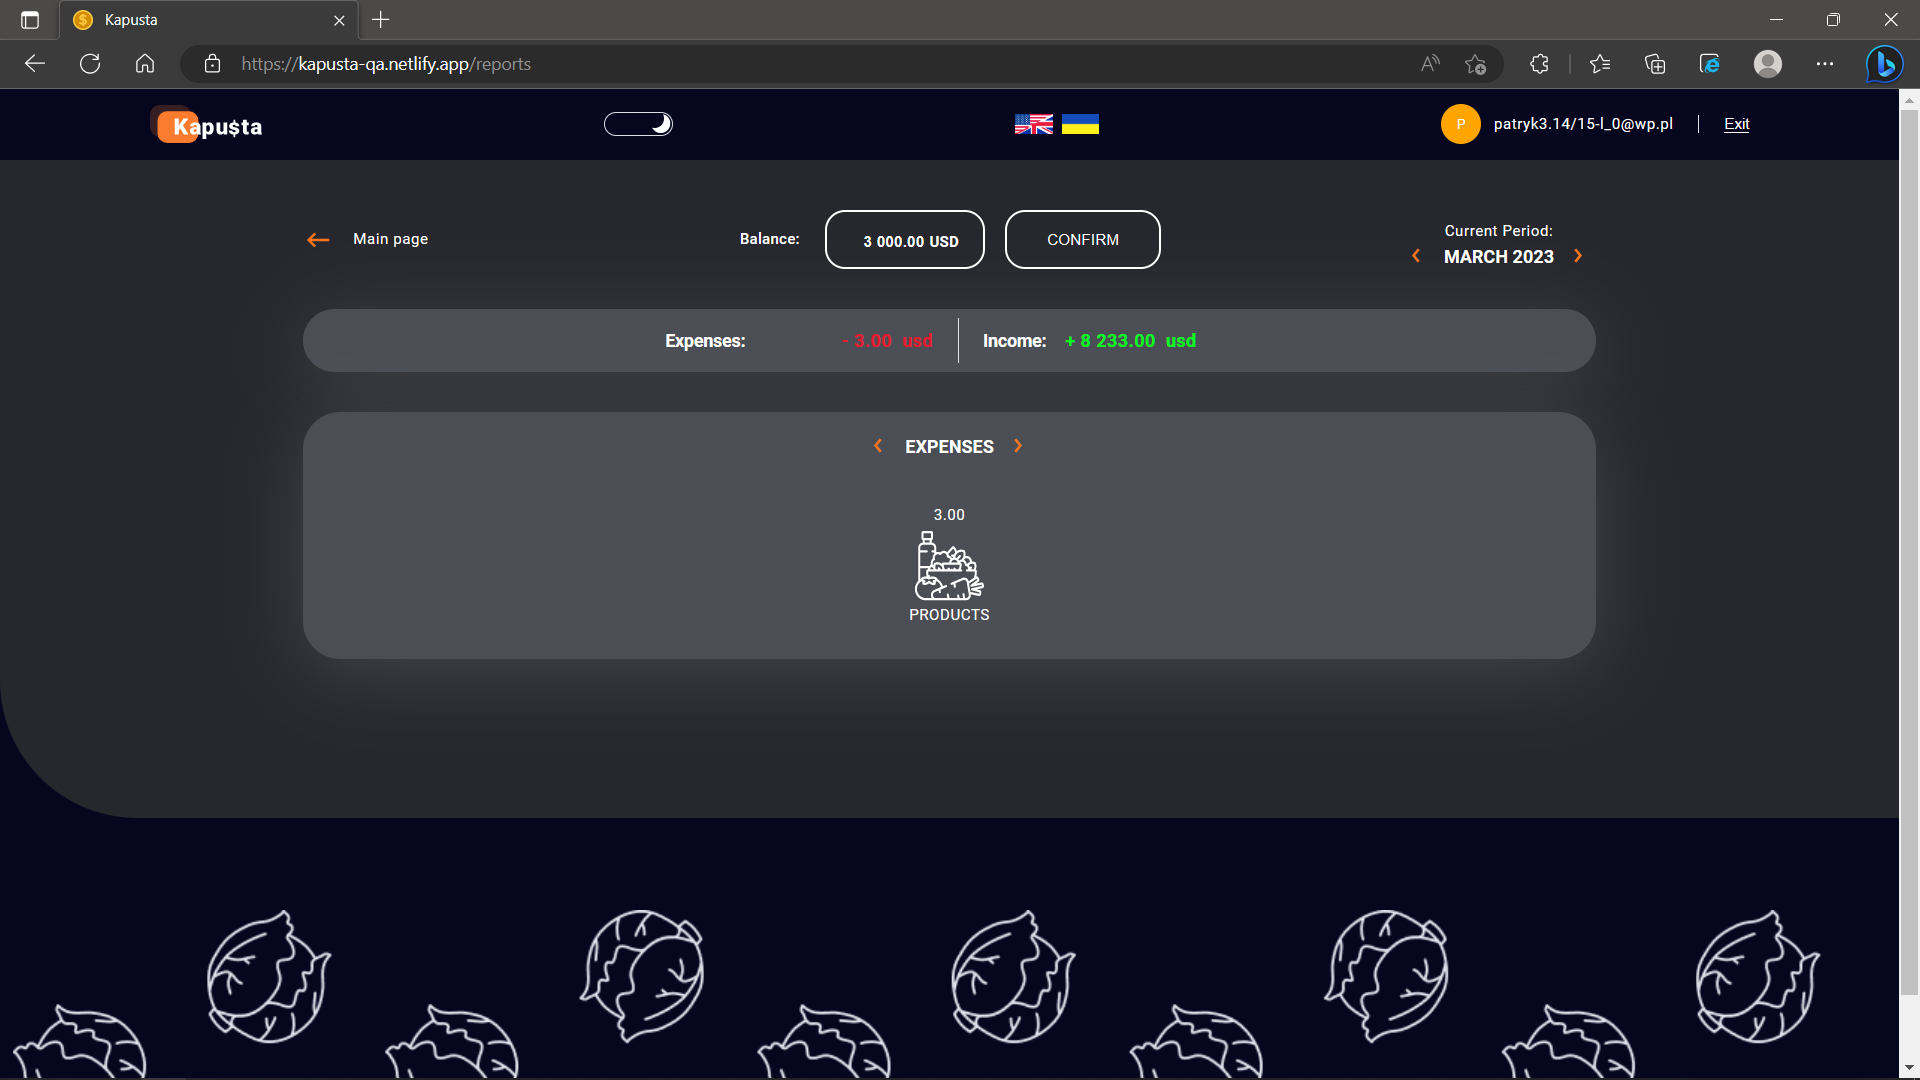 Kapusta
https://kapusta-qa.netlify.app/reports
Kapu$ta
P
patryk3.14/15-l_0@wp.pl
Exit
Main page
Balance:
3 000.00 USD
CONFIRM
Current Period:
MARCH 2023
Expenses:
- 3.00 usd
Income:
+ 8 233.00 usd
EXPENSES
3.00
PRODUCTS